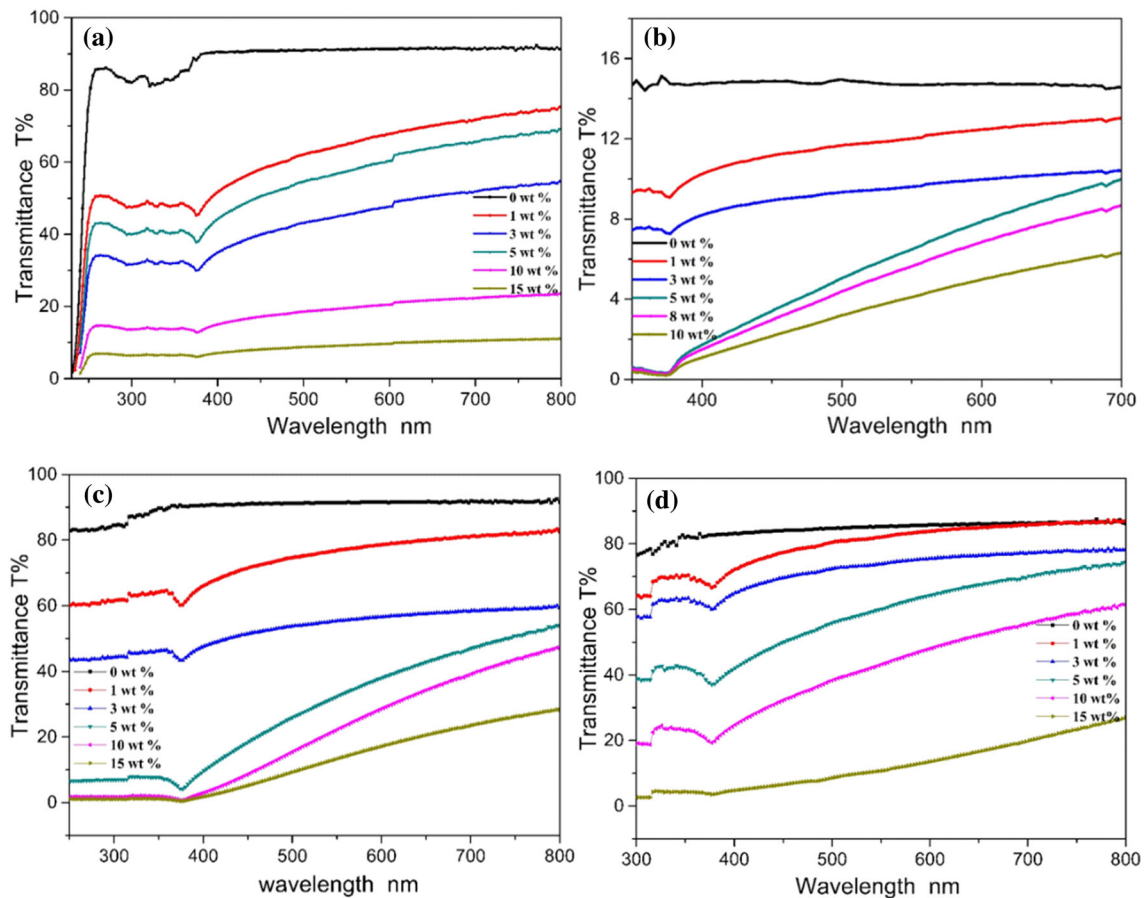 (a)
Transmittance T%
100
80
60
40
20
0
300 400 500 600 700 800
Wavelength nm
0 wt %
1 wt %
3 wt %
5 wt %
10 wt %
15 wt %
(b)
Transmittance T%
16
12
8
4
0
400 500 600 700
Wavelength nm
0 wt %
1 wt %
3 wt %
5 wt %
8 wt %
10 wt%
(c)
Transmittance T%
100
80
60
40
20
0
300 400 500 600 700 800
wavelength nm
0 wt %
1 wt %
3 wt %
5 wt %
10 wt %
15 wt %
(d)
Transmittance T%
100
80
60
40
20
0
300 400 500 600 700 800
Wavelength nm
0 wt %
1 wt %
3 wt %
5 wt %
10 wt%
15 wt%